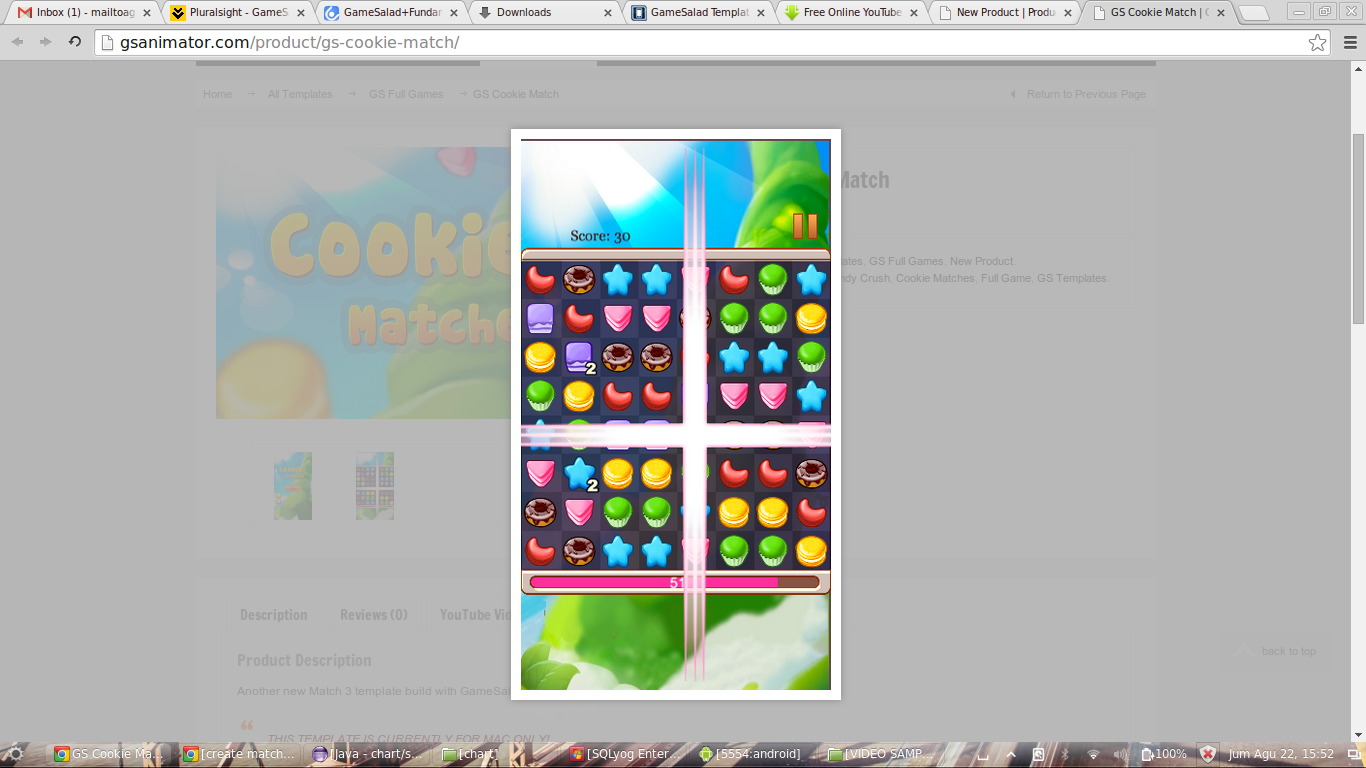 Inbox (1) - mailtoag
Pluralsight - GameS
GameSalad+Fundar
Downloads
GameSalad Templat
Free Online YouTube
New Product | Produ
GS Cookie Match |
gsanimator.com/product/gs-cookie-match/
Home → All Templates → GS Full Games → GS Cookie Match
Return to Previous Page
Match
Cookie
Matche
Score: 30
lates, GS Full Games, New Product.
ndy Crush, Cookie Matches, Full Game, GS Templates.
2
2
51
Description
Reviews (0)
YouTube Vid
Product Description
Another new Match 3 template build with GameSal
THIS TEMPLATE IS CURRENTLY FOR MAC ONLY!
back to top
GS Cookie Ma...
[create match...
[Java - chart/s...
[chart]
[SQLyog Enter...
[5554:android]
[VIDEO SAMP...
100%
Jum Agu 22, 15:52